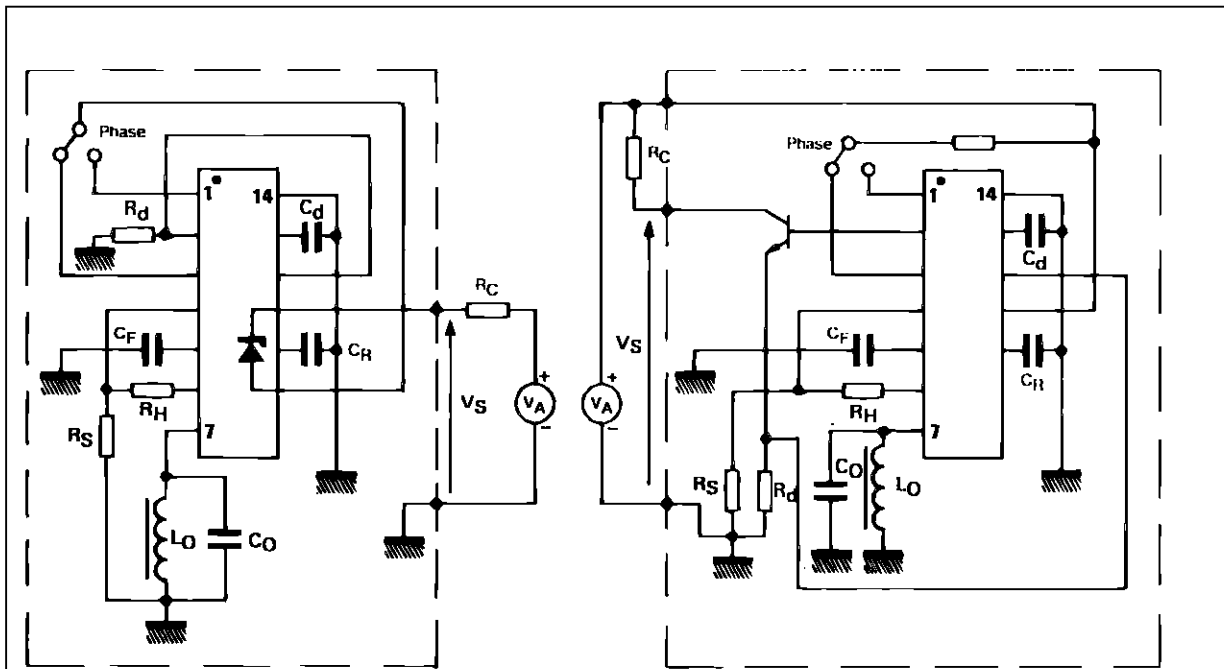 Phase
1
14
Rd
Cd
CF
CR
RH
RS
7
LO
CO
RC
VS
VA
+
-
RC
Phase
1
14
Cd
VS
VA
+
-
CF
CR
RH
7
RS
Rd
CO
LO